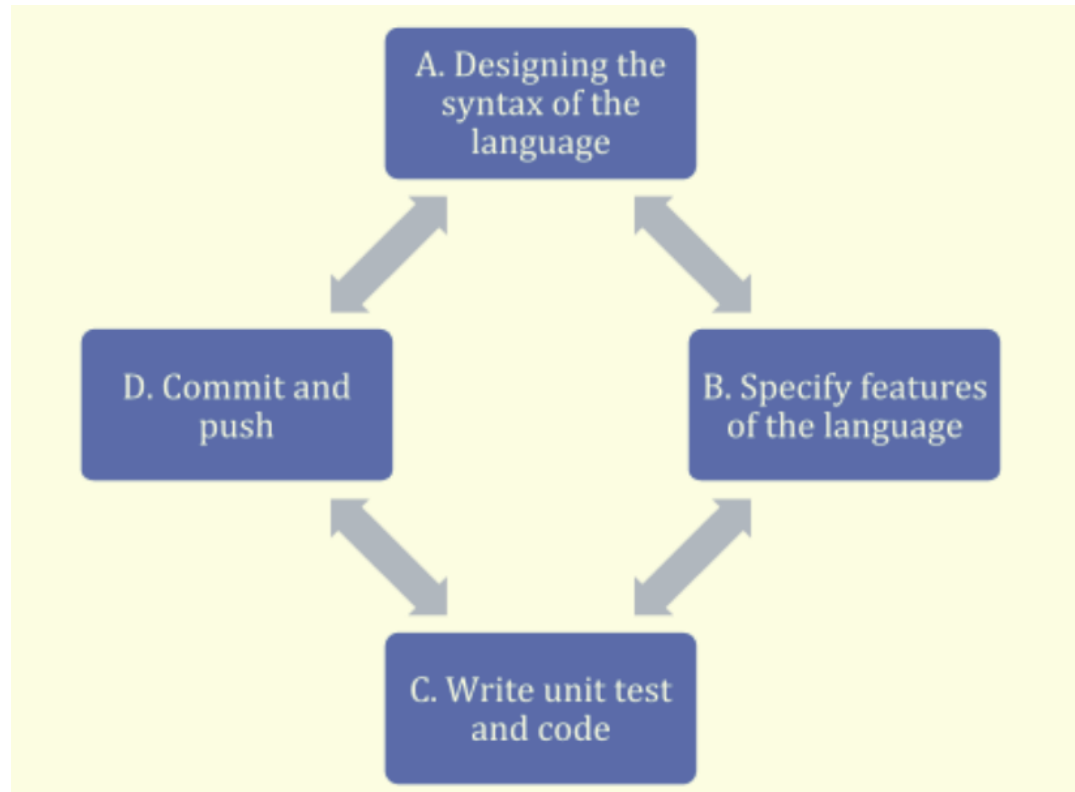 A. Designing the
syntax of the
language
D. Commit and
push
B. Specify features
of the language
C. Write unit test
and code